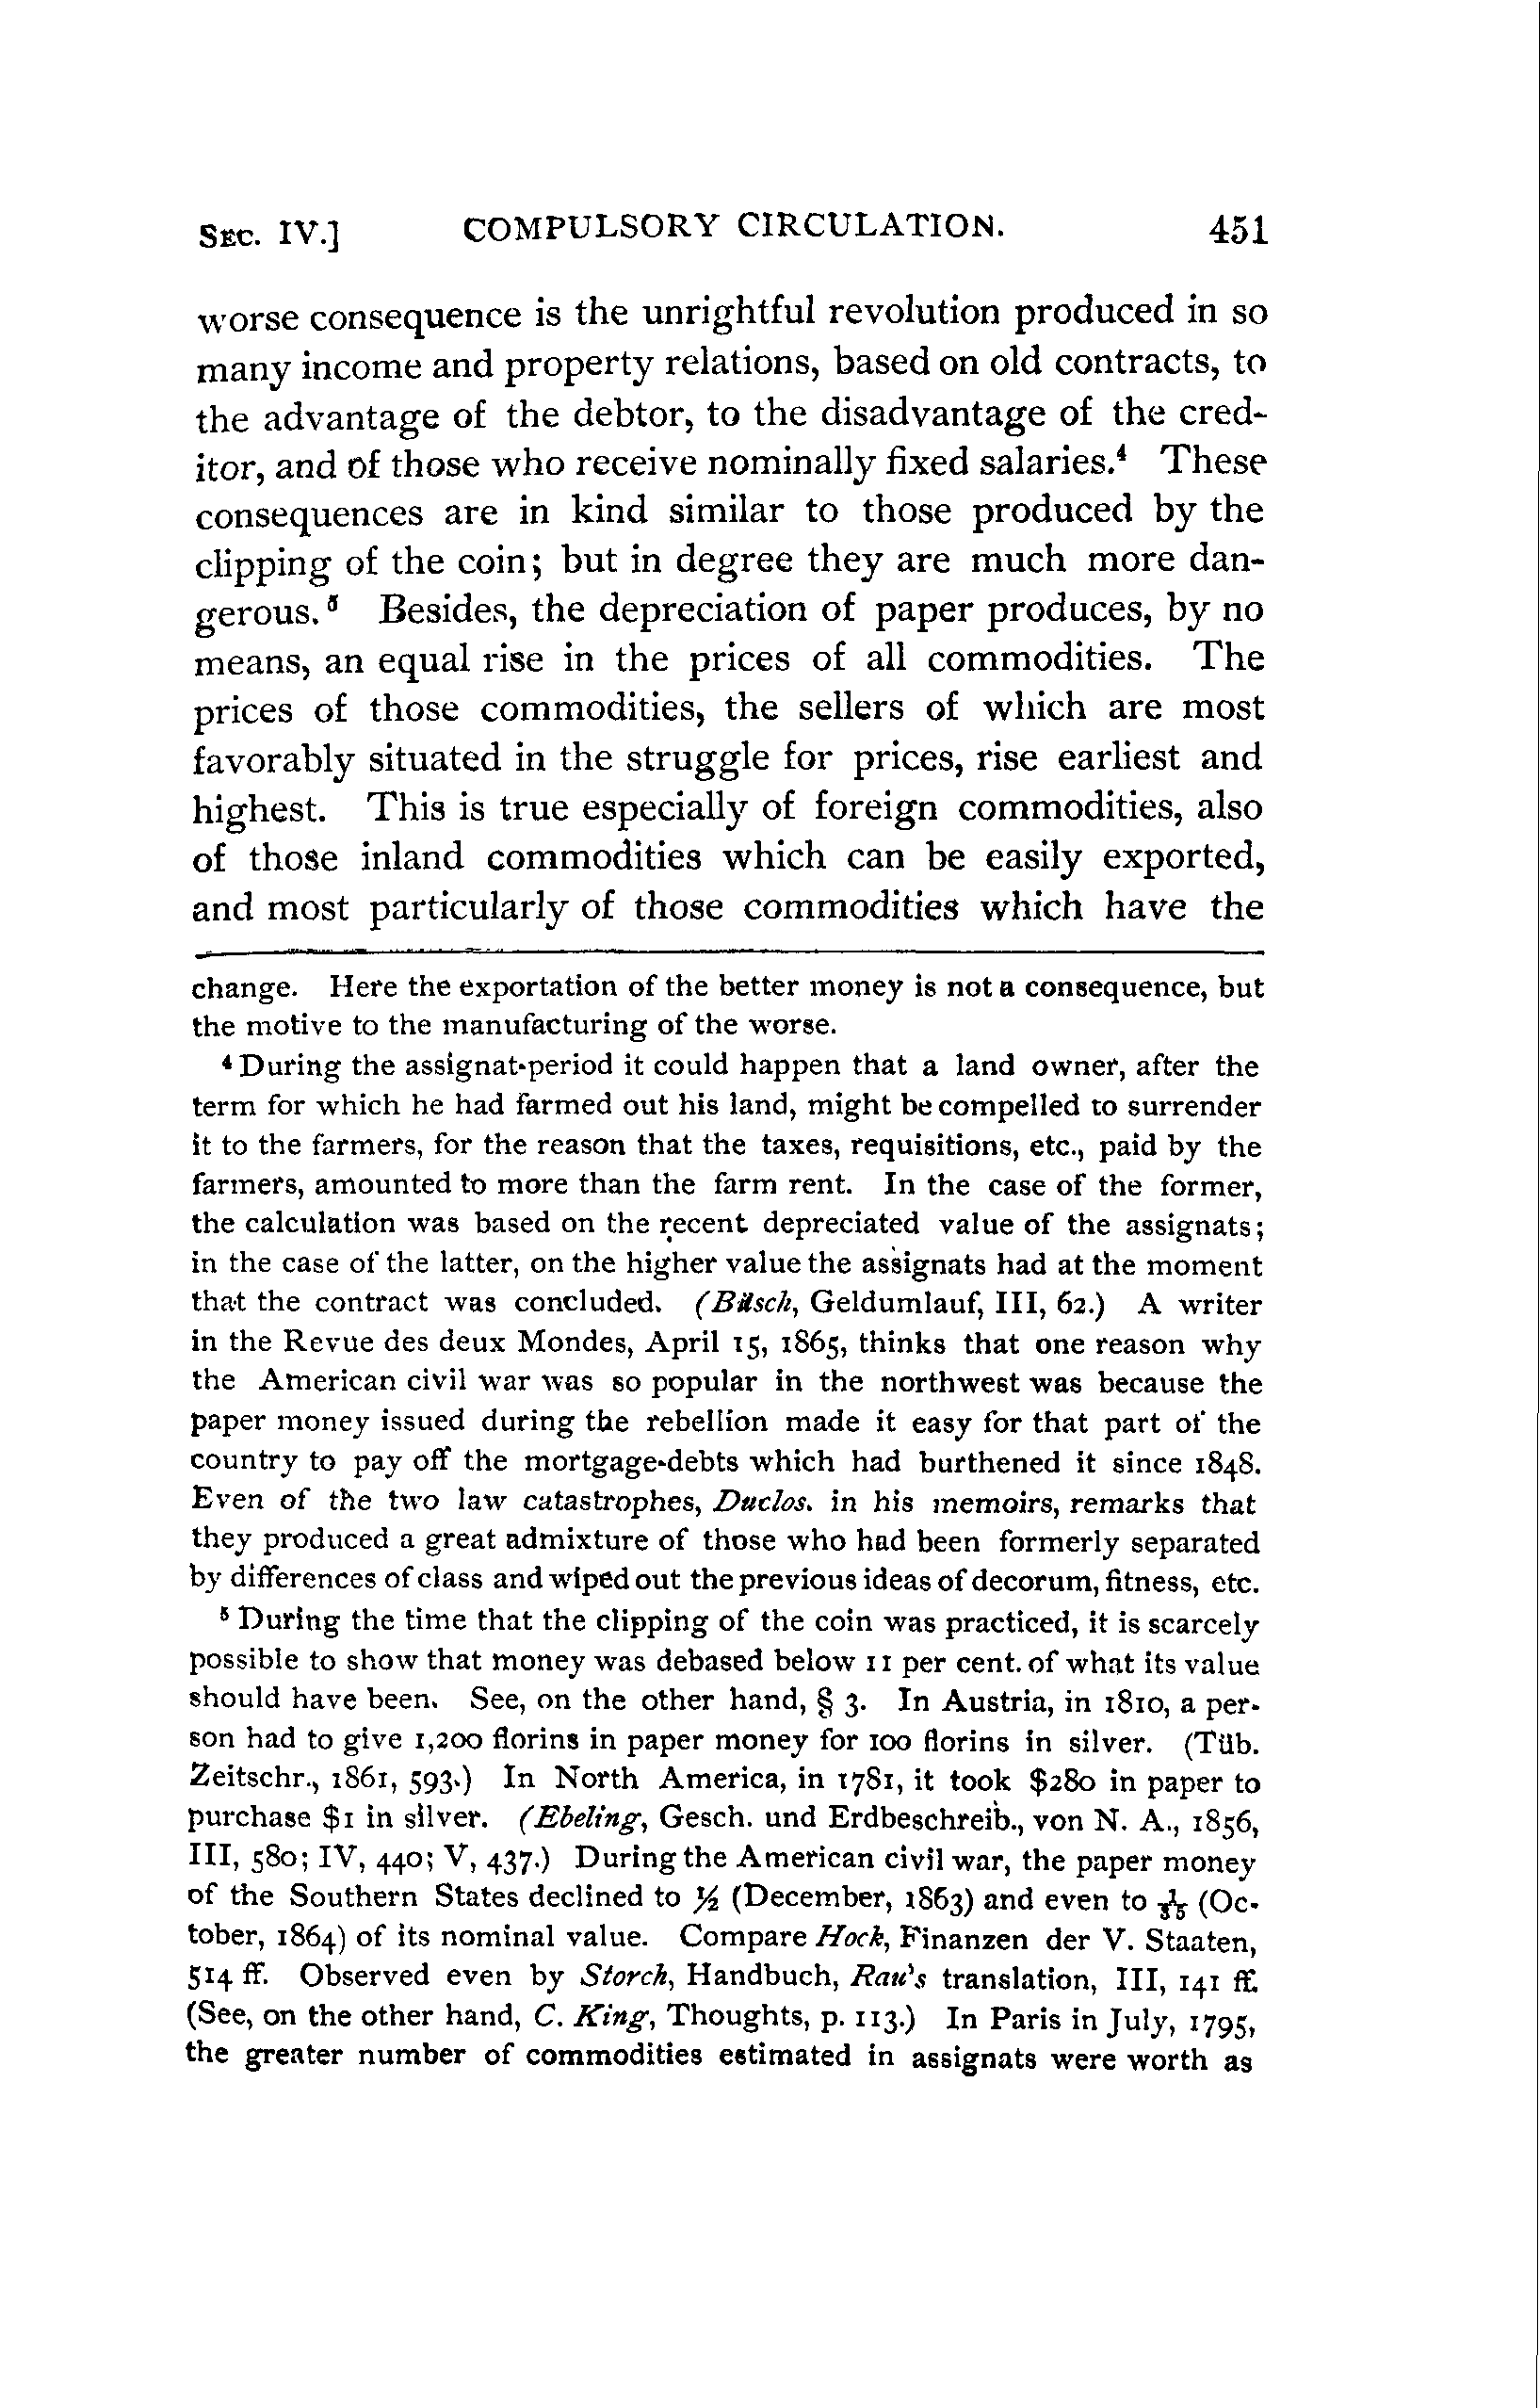 SEC. IV.] COMPULSORY CIRCULATION. 451
worse consequence is the unrightful revolution produced in so
many income and property relations, based on old contracts, to
the advantage of the debtor, to the disadvantage of the cred-
itor, and of those who receive nominally fixed salaries.⁴ These
consequences are in kind similar to those produced by the
clipping of the coin; but in degree they are much more dan-
gerous.⁵ Besides, the depreciation of paper produces, by no
means, an equal rise in the prices of all commodities. The
prices of those commodities, the sellers of which are most
favorably situated in the struggle for prices, rise earliest and
highest. This is true especially of foreign commodities, also
of those inland commodities which can be easily exported,
and most particularly of those commodities which have the
change. Here the exportation of the better money is not a consequence, but
the motive to the manufacturing of the worse.
⁴ During the assignat-period it could happen that a land owner, after the
term for which he had farmed out his land, might be compelled to surrender
it to the farmers, for the reason that the taxes, requisitions, etc., paid by the
farmers, amounted to more than the farm rent. In the case of the former,
the calculation was based on the recent depreciated value of the assignats;
in the case of the latter, on the higher value the assignats had at the moment
that the contract was concluded. (Büsch, Geldumlauf, III, 62.) A writer
in the Revue des deux Mondes, April 15, 1865, thinks that one reason why
the American civil war was so popular in the northwest was because the
paper money issued during the rebellion made it easy for that part of the
country to pay off the mortgage-debts which had burthened it since 1848.
Even of the two law catastrophes, Duclos. in his memoirs, remarks that
they produced a great admixture of those who had been formerly separated
by differences of class and wiped out the previous ideas of decorum, fitness, etc.
⁵ During the time that the clipping of the coin was practiced, it is scarcely
possible to show that money was debased below 11 per cent. of what its value
should have been. See, on the other hand, § 3. In Austria, in 1810, a per-
son had to give 1,200 florins in paper money for 100 florins in silver. (Tüb.
Zeitschr., 1861, 593.) In North America, in 1781, it took $280 in paper to
purchase $1 in silver. (Ebeling, Gesch. und Erdbeschreib., von N. A., 1856,
III, 580; IV, 440; V, 437.) During the American civil war, the paper money
of the Southern States declined to ½ (December, 1863) and even to (Oc-
tober, 1864) of its nominal value. Compare Hock, Finanzen der V. Staaten,
514 ff. Observed even by Storch, Handbuch, Rau's translation, III, 141 ff.
(See, on the other hand, C. King, Thoughts, p. 113.) In Paris in July, 1795,
the greater number of commodities estimated in assignats were worth as